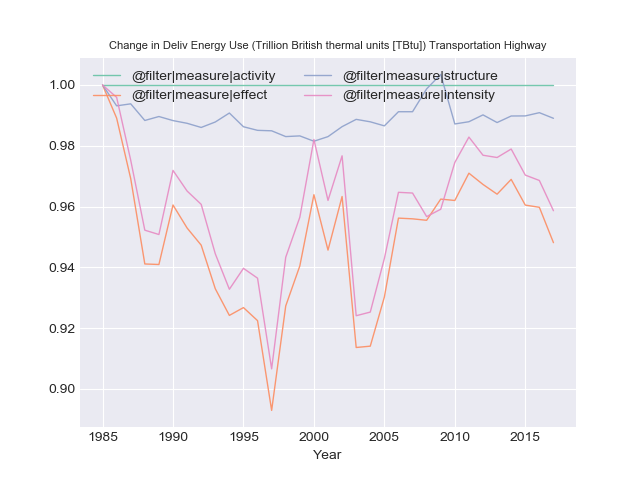 Change in Deliv Energy Use (Trillion British thermal units [TBtu]) Transportation Highway
@filter|measure|activity
@filter|measure|effect
@filter|measure|structure
@filter|measure|intensity
1.00
0.98
0.96
0.94
0.92
0.90
1985 1990 1995 2000 2005 2010 2015
Year